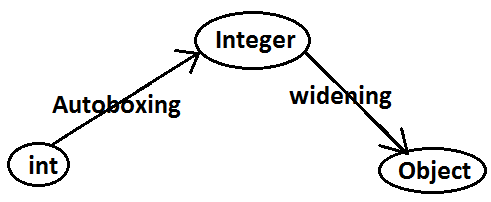 Integer
Autoboxing
widening
int
Object